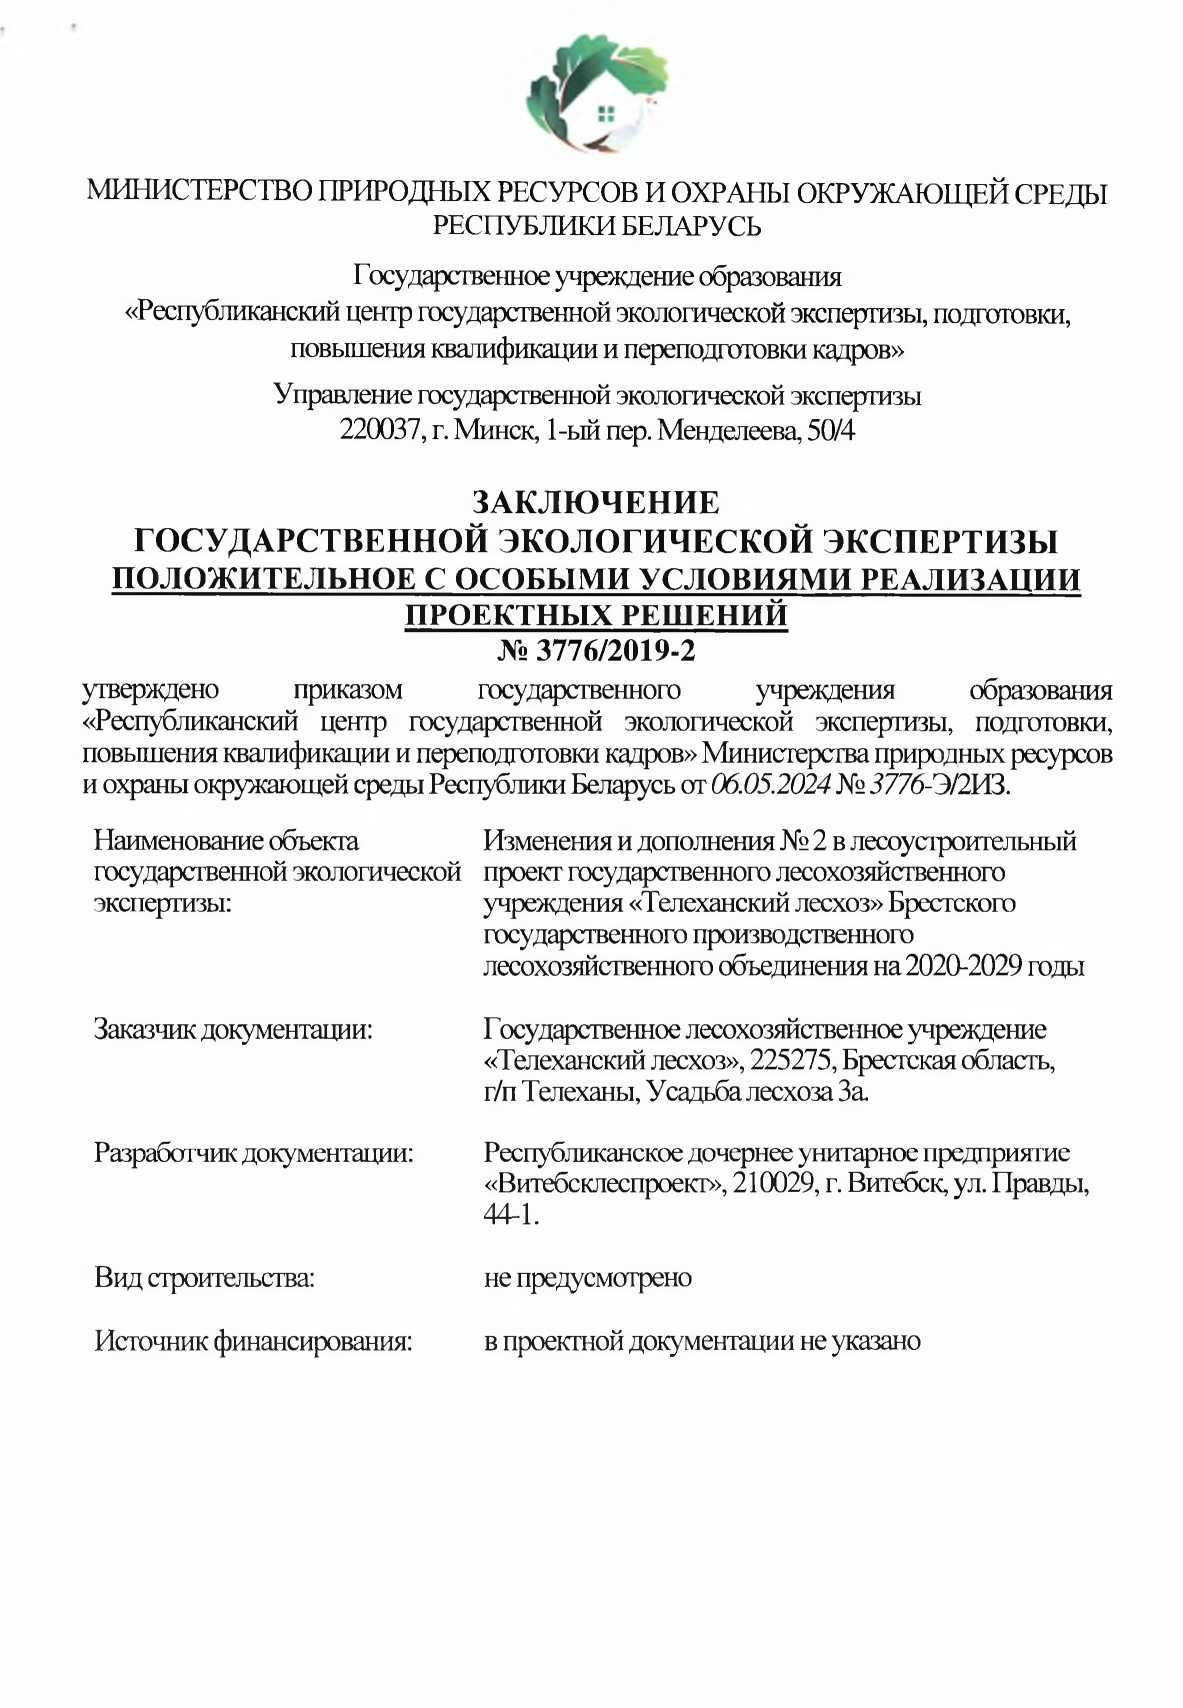 МИНИСТЕРСТВО ПРИРОДНЫХ РЕСУРСОВ И ОХРАНЫ ОКРУЖАЮЩЕЙ СРЕДЫ
РЕСПУБЛИКИ БЕЛАРУСЬ
Государственное учреждение образования
«Республиканский центр государственной экологической экспертизы, подготовки,
повышения квалификации и переподготовки кадров»
Управление государственной экологической экспертизы
220037, г. Минск, 1-ый пер. Менделеева, 50/4
ЗАКЛЮЧЕНИЕ
ГОСУДАРСТВЕННОЙ ЭКОЛОГИЧЕСКОЙ ЭКСПЕРТИЗЫ
ПОЛОЖИТЕЛЬНОЕ С ОСОБЫМИ УСЛОВИЯМИ РЕАЛИЗАЦИИ
ПРОЕКТНЫХ РЕШЕНИЙ
№ 3776/2019-2
утверждено приказом государственного учреждения образования
«Республиканский центр государственной экологической экспертизы, подготовки,
повышения квалификации и переподготовки кадров» Министерства природных ресурсов
и охраны окружающей среды Республики Беларусь от 06.05.2024 № 3776-Э/2ИЗ.
Наименование объекта
государственной экологической
экспертизы:
Изменения и дополнения № 2 в лесоустроительный
проект государственного лесохозяйственного
учреждения «Телеханский лесхоз» Брестского
государственного производственного
лесохозяйственного объединения на 2020-2029 годы
Заказчик документации:
Государственное лесохозяйственное учреждение
«Телеханский лесхоз», 225275, Брестская область,
г/п Телеханы, Усадьба лесхоза 3а.
Разработчик документации:
Республиканское дочернее унитарное предприятие
«Витебсклеспроект», 210029, г. Витебск, ул. Правды,
44-1.
Вид строительства:
не предусмотрено
Источник финансирования:
в проектной документации не указано